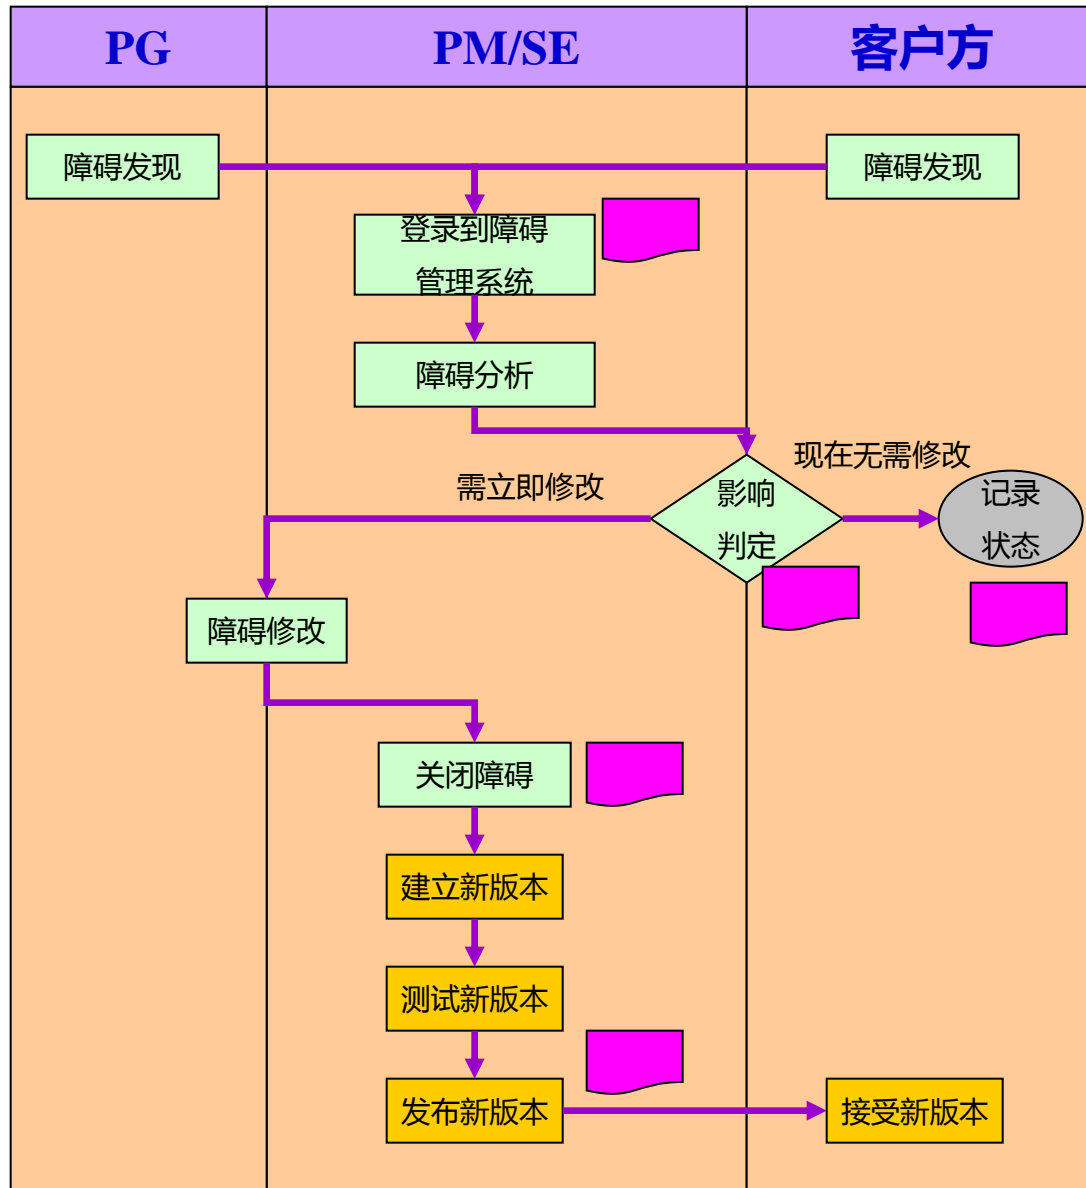 PG
PM/SE
客户方
障碍发现
障碍发现
登录到障碍
管理系统
障碍分析
现在无需修改
需立即修改
影响
判定
记录
状态
障碍修改
关闭障碍
建立新版本
测试新版本
发布新版本
接受新版本